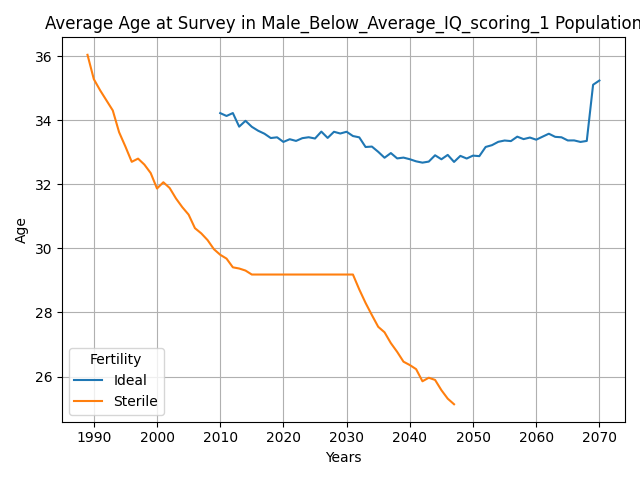 Average Age at Survey in Male_Below_Average_IQ_scoring_1 Population
36
34
32
30
28
26
Age
Fertility
Ideal
Sterile
1990 2000 2010 2020 2030 2040 2050 2060 2070
Years